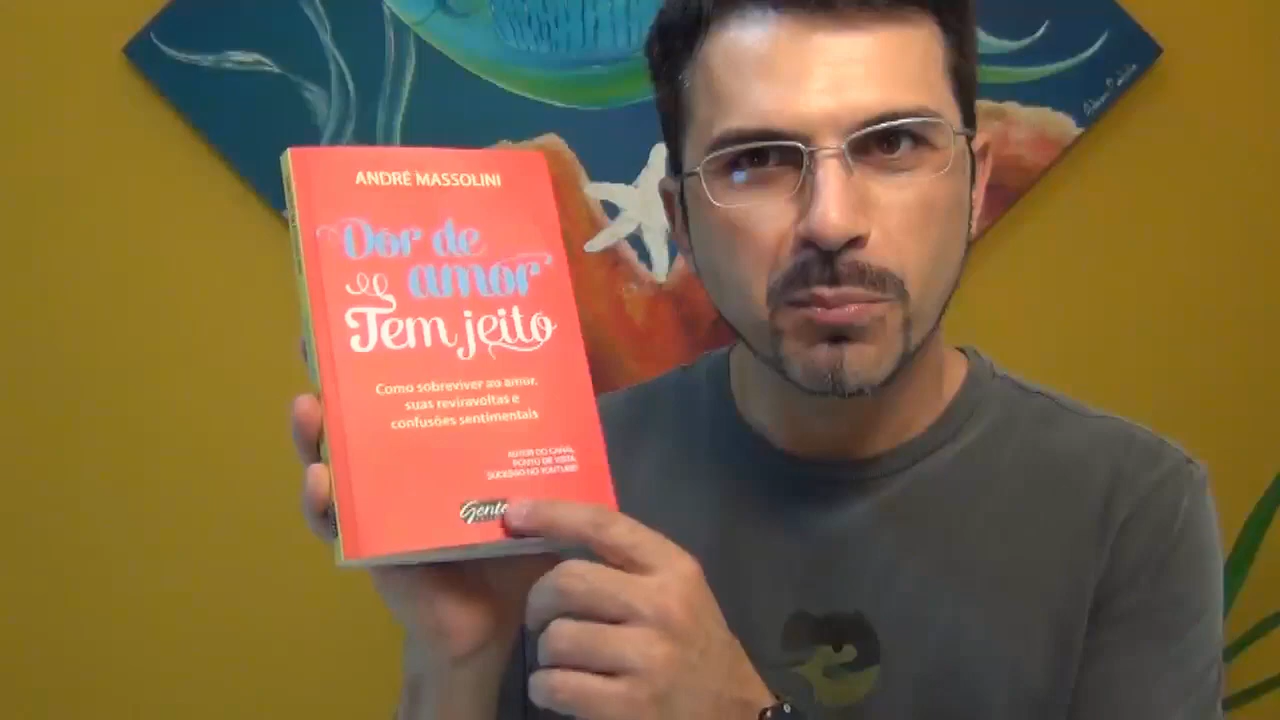 ANDRÉ MASSOLINI
Dor de
amor
Tem jeito
Como sobreviver ao amor,
suas reviravoltas e
confusões sentimentais
AUTOR DO CANAL
PONTO DE VISTA,
SUCESSO NO YOUTUBE!
Gente